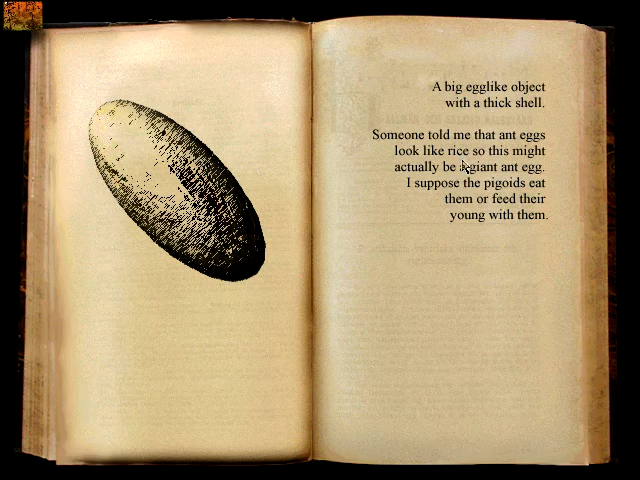 A big egglike object
with a thick shell.
Someone told me that ant eggs
look like rice so this might
actually be a giant ant egg.
I suppose the pigoids eat
them or feed their
young with them.